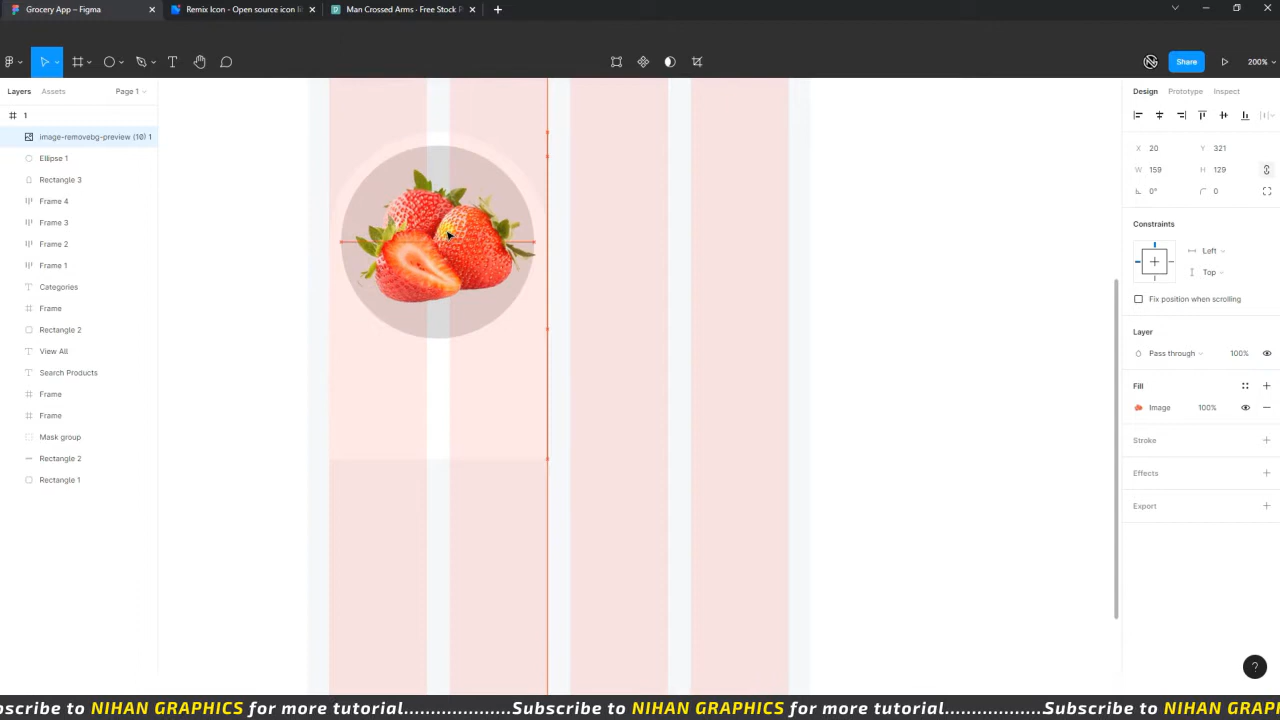 Grocery App – Figma
Remix Icon - Open source icon li
Man Crossed Arms · Free Stock P
Share
200%
Layers
Assets
Page 1
Design
Prototype
Inspect
1
image-removebg-preview (10) 1
Ellipse 1
Rectangle 3
Frame 4
Frame 3
Frame 2
Frame 1
Categories
Frame
Rectangle 2
View All
Search Products
Frame
Frame
Mask group
Rectangle 2
Rectangle 1
X 20 Y 321
W 159 H 129
0° 0
Constraints
Left
Top
Fix position when scrolling
Layer
Pass through 100%
Fill
Image 100%
Stroke
Effects
Export
?
oscribe to NIHAN GRAPHICS for more tutorial..................Subscribe to NIHAN GRAPHICS for more tutorial..................Subscribe to NIHAN GRAP